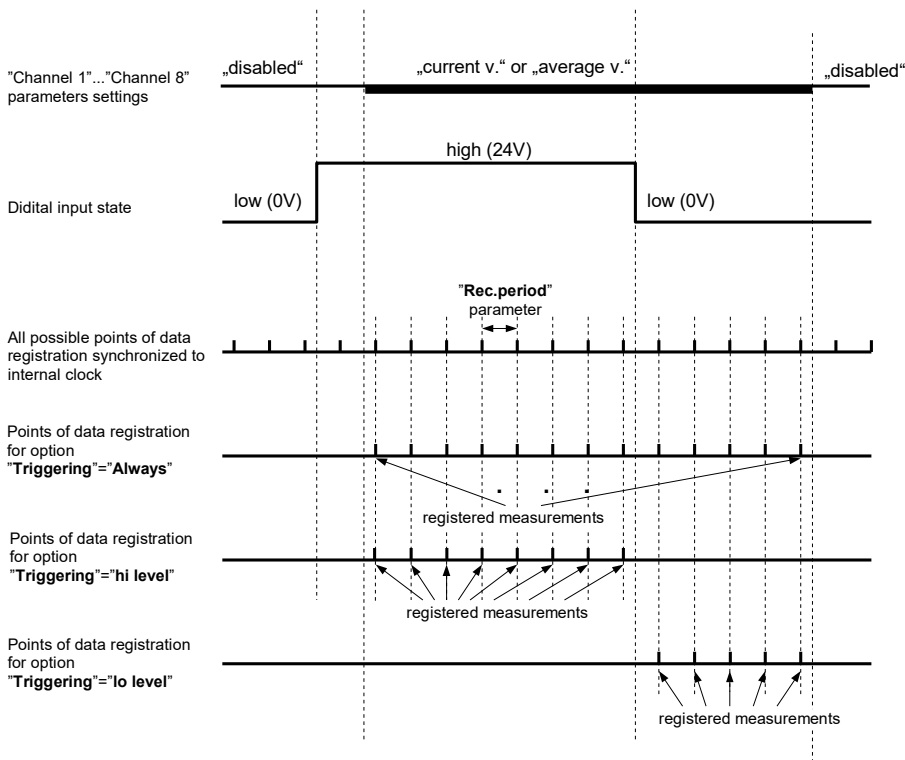 "Channel 1"..."Channel 8"
parameters settings
„disabled“
„current v.“ or „average v.“
„disabled“
Didital input state
low (0V)
high (24V)
low (0V)
"Rec.period"
parameter
All possible points of data
registration synchronized to
internal clock
Points of data registration
for option
"Triggering"="Always"
. . .
registered measurements
Points of data registration
for option
"Triggering"="hi level"
registered measurements
Points of data registration
for option
"Triggering"="lo level"
registered measurements